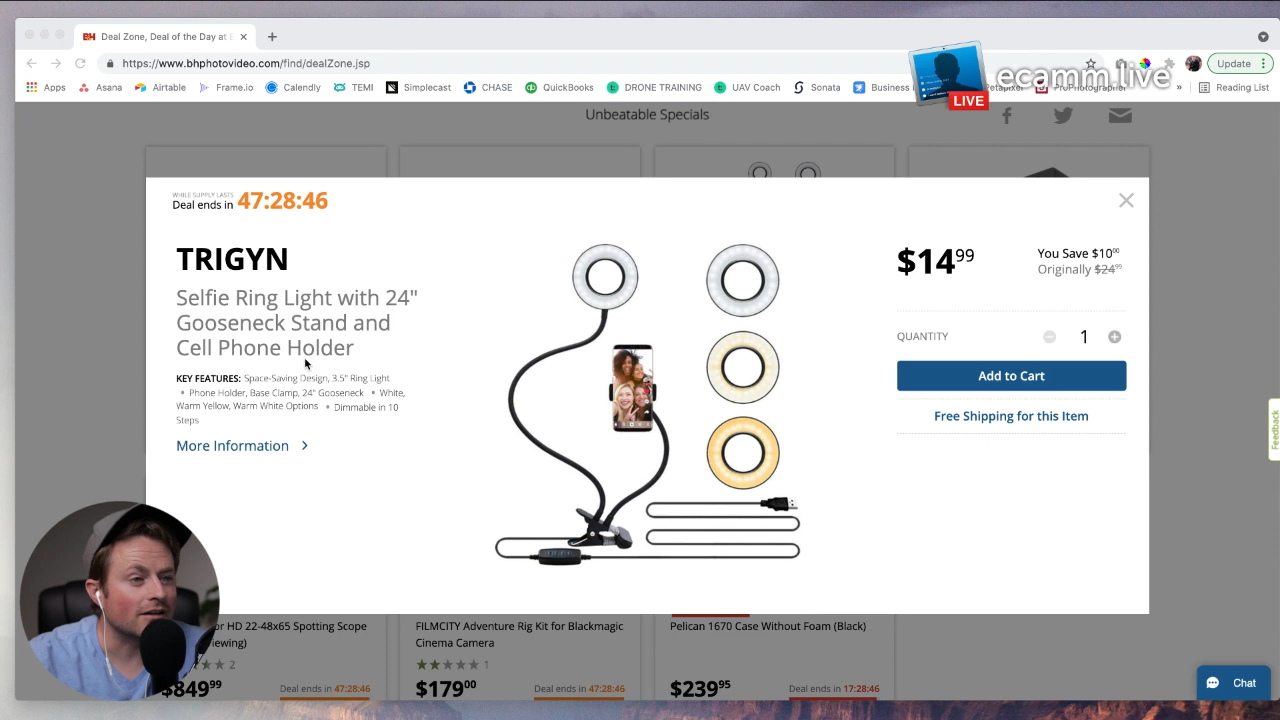 Deal Zone, Deal of the Day at
https://www.bhphotovideo.com/find/dealZone.jsp
Update
ecamm live
LIVE
Apps
Asana
Airtable
Frame.io
Calendly
TEMI
Simplecast
CHAS
QuickBooks
DRONE TRAINING
UAV Coach
Sonata
Business
»
Reading List
Unbeatable Specials
WHILE SUPPLY LASTS
Deal ends in 47:28:46
TRIGYN
Selfie Ring Light with 24"
Gooseneck Stand and
Cell Phone Holder
KEY FEATURES: Space-Saving Design, 3.5" Ring Light
• Phone Holder, Base Clamp, 24" Gooseneck • White,
Warm Yellow, Warm White Options • Dimmable in 10
Steps
More Information
$14 99
You Save $10 00
Originally $24 99
QUANTITY
1
Add to Cart
Free Shipping for this Item
Feedback
or HD 22-48x65 Spotting Scope
iewing)
2
$849 99
Deal ends in 47:28:46
FILMCITY Adventure Rig Kit for Blackmagic
Cinema Camera
1
$179 00
Deal ends in 47:28:46
Pelican 1670 Case Without Foam (Black)
$239 95
Deal ends in 17:28:46
Chat